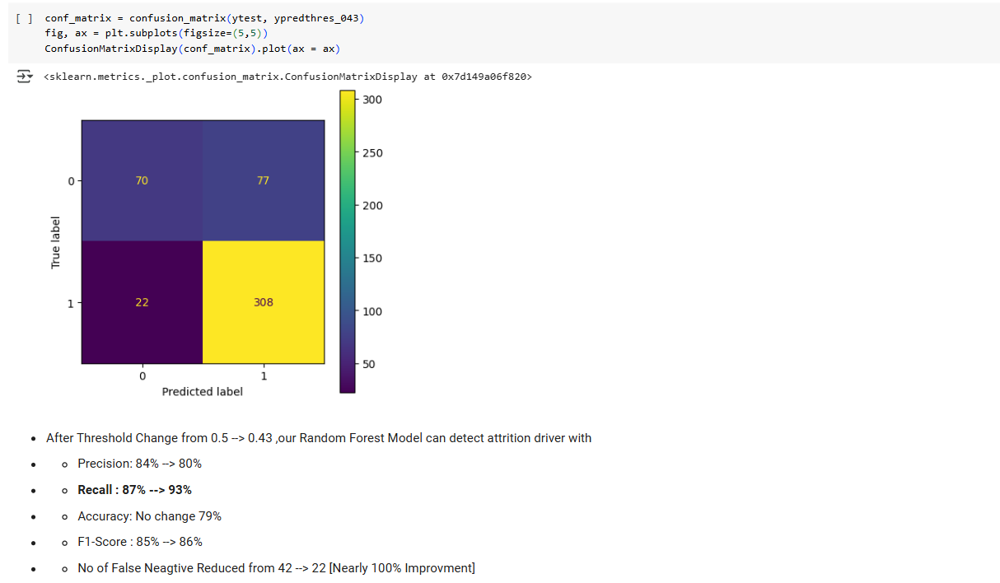 [ ] conf_matrix = confusion_matrix(ytest, ypredthres_043)
fig, ax = plt.subplots(figsize=(5,5))
ConfusionMatrixDisplay(conf_matrix).plot(ax = ax)
<sklearn.metrics._plot.confusion_matrix.ConfusionMatrixDisplay at 0x7d149a06f820>
300
250
200
150
100
50
0
1
True label
70 77
22 308
0 1
Predicted label
After Threshold Change from 0.5 --> 0.43 ,our Random Forest Model can detect attrition driver with
Precision: 84% --> 80%
Recall : 87% --> 93%
Accuracy: No change 79%
F1-Score : 85% --> 86%
No of False Neagtive Reduced from 42 --> 22 [Nearly 100% Improvment]